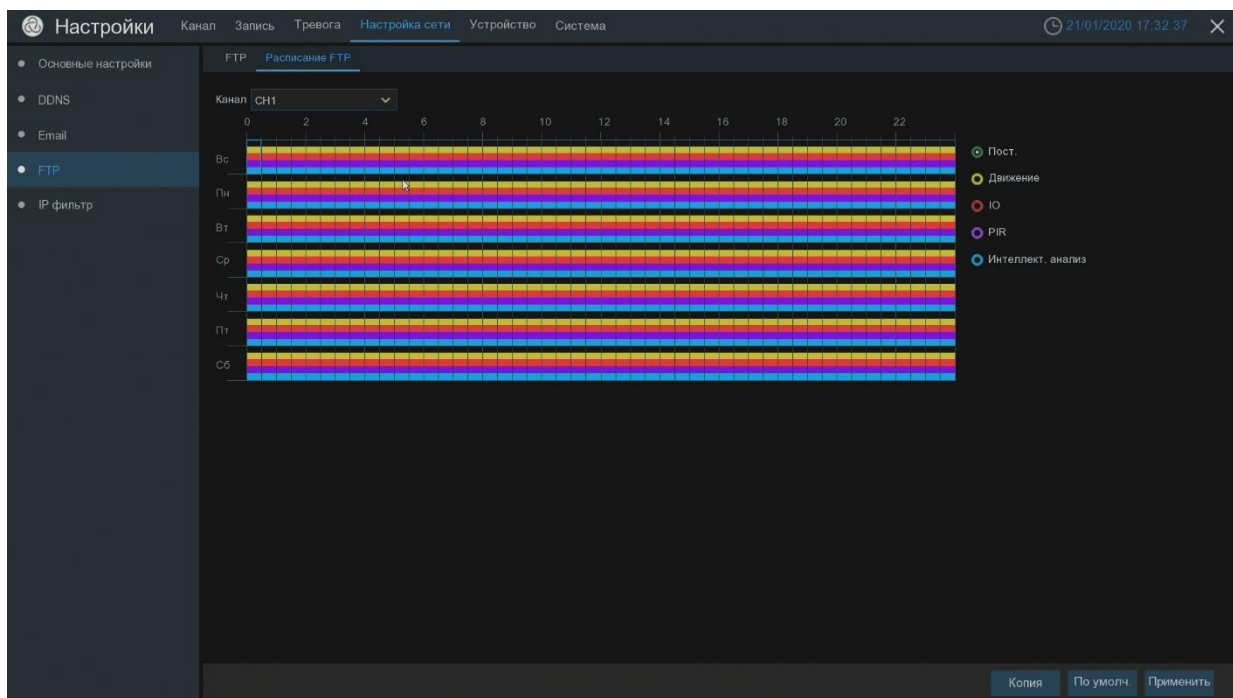 Настройки Канал Запись Тревога Настройка сети Устройство Система 21/01/2020 17:32:37
Основные настройки
DDNS
Email
FTP
IP фильтр
FTP Расписание FTP
Канал CH1
0 2 4 6 8 10 12 14 16 18 20 22
Вс
Пн
Вт
Ср
Чт
Пт
Сб
Пост.
Движение
IO
PIR
Интеллект. анализ
Копия По умолч. Применить